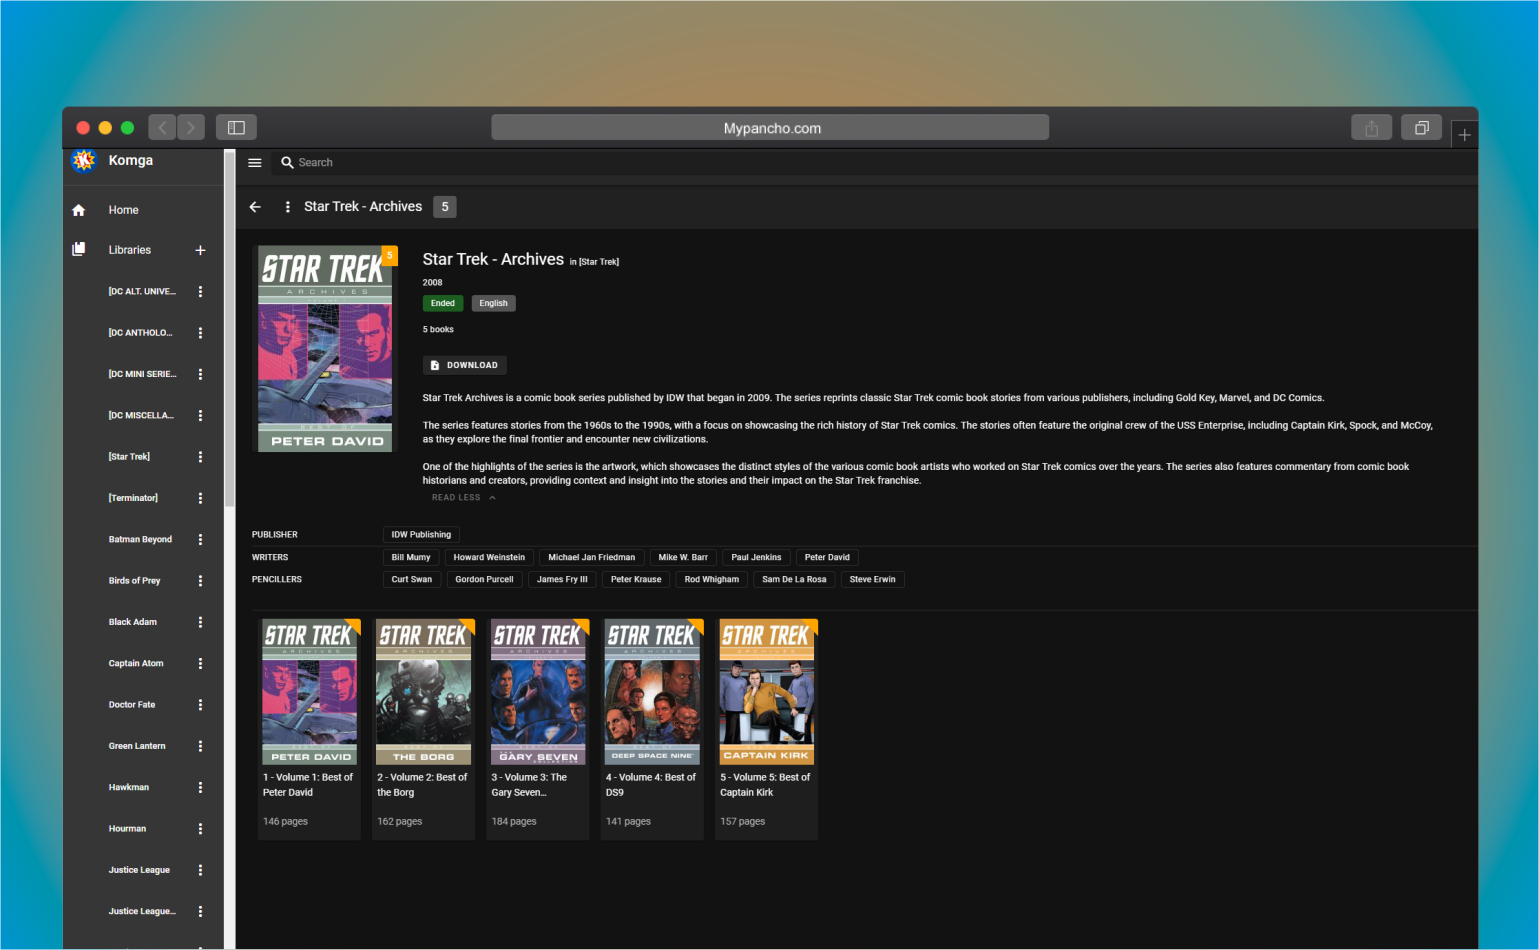 Mypancho.com
Komga
Search
Home
Libraries
[DC ALT. UNIVE...
[DC ANTHOLO...
[DC MINI SERIE...
[DC MISCELLA...
[Star Trek]
[Terminator]
Batman Beyond
Birds of Prey
Black Adam
Captain Atom
Doctor Fate
Green Lantern
Hawkman
Hourman
Justice League
Justice League...
Star Trek - Archives 5
STAR TREK
ARCHIVES
5
BEST OF
PETER DAVID
Star Trek - Archives in [Star Trek]
2008
Ended English
5 books
DOWNLOAD
Star Trek Archives is a comic book series published by IDW that began in 2009. The series reprints classic Star Trek comic book stories from various publishers, including Gold Key, Marvel, and DC Comics.
The series features stories from the 1960s to the 1990s, with a focus on showcasing the rich history of Star Trek comics. The stories often feature the original crew of the USS Enterprise, including Captain Kirk, Spock, and McCoy,
as they explore the final frontier and encounter new civilizations.
One of the highlights of the series is the artwork, which showcases the distinct styles of the various comic book artists who worked on Star Trek comics over the years. The series also features commentary from comic book
historians and creators, providing context and insight into the stories and their impact on the Star Trek franchise.
READ LESS
PUBLISHER IDW Publishing
WRITERS Bill Mumy Howard Weinstein Michael Jan Friedman Mike W. Barr Paul Jenkins Peter David
PENCILLERS Curt Swan Gordon Purcell James Fry III Peter Krause Rod Whigham Sam De La Rosa Steve Erwin
STAR TREK
ARCHIVES
BEST OF
PETER DAVID
1 - Volume 1: Best of
Peter David
146 pages
STAR TREK
ARCHIVES
BEST OF
THE BORG
2 - Volume 2: Best of
the Borg
162 pages
STAR TREK
ARCHIVES
GARY SEVEN
COLLECTION
3 - Volume 3: The
Gary Seven...
184 pages
STAR TREK
ARCHIVES
BEST OF
DEEP SPACE NINE
4 - Volume 4: Best of
DS9
141 pages
STAR TREK
ARCHIVES
BEST OF
CAPTAIN KIRK
5 - Volume 5: Best of
Captain Kirk
157 pages